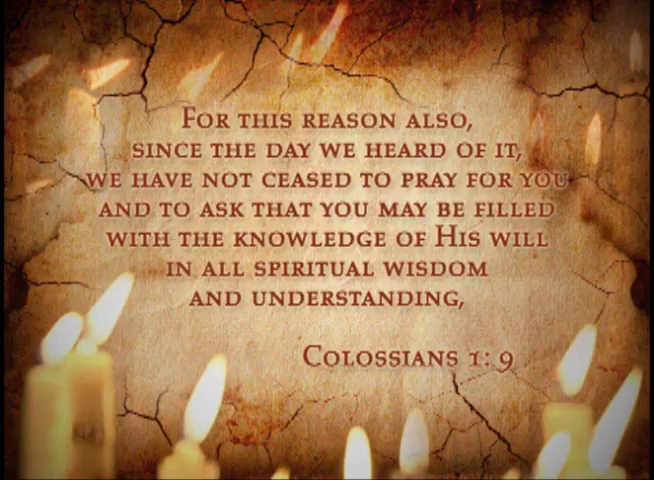 For this reason also,
since the day we heard of it,
we have not ceased to pray for you
and to ask that you may be filled
with the knowledge of His will
in all spiritual wisdom
and understanding,
Colossians 1: 9